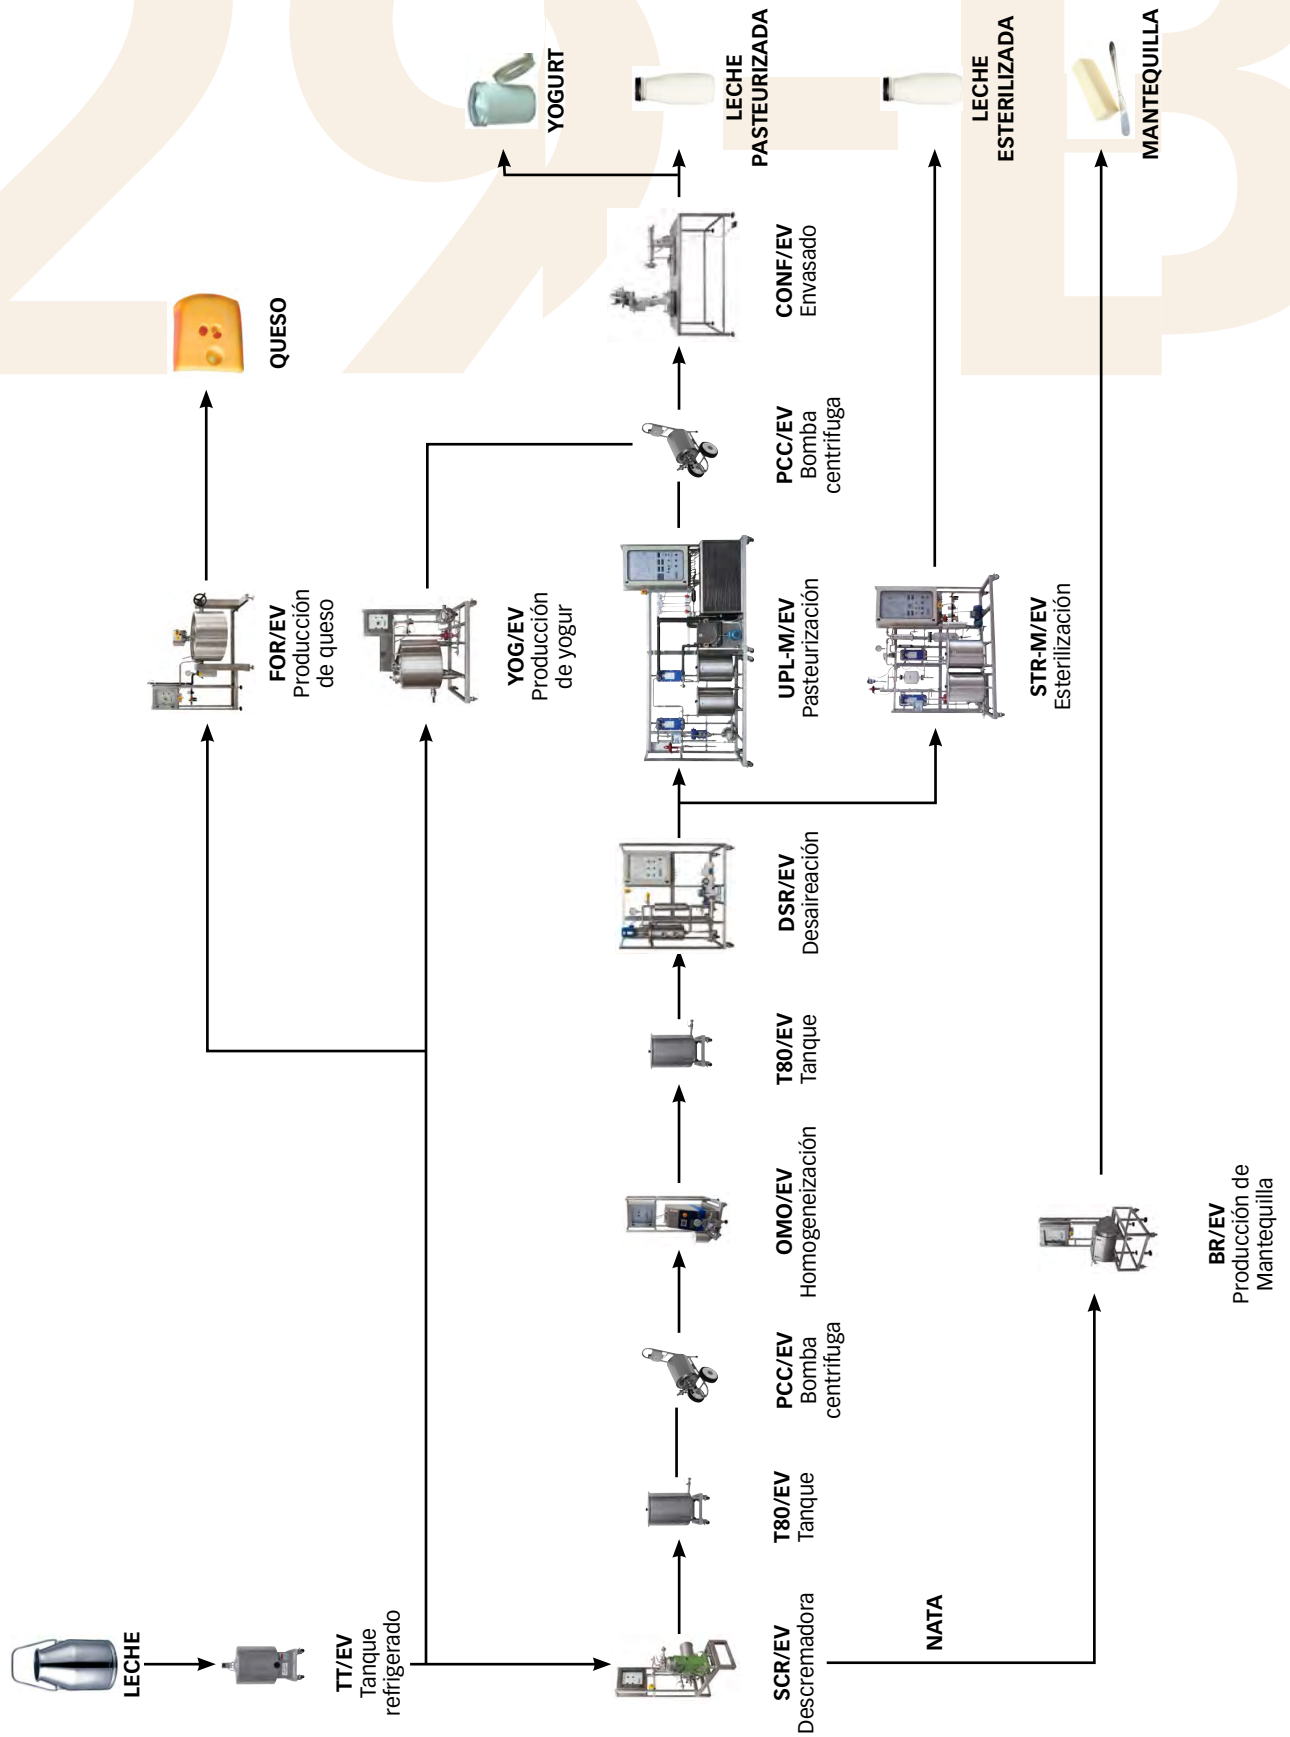 29-B
LECHE
TT/EV
Tanque
refrigerado
FOR/EV
Producción
de queso
QUESO
YOG/EV
Producción
de yogur
YOGURT
SCR/EV
Descremadora
T80/EV
Tanque
PCC/EV
Bomba
centrifuga
OMO/EV
Homogeneización
T80/EV
Tanque
DSR/EV
Desaireación
UPL-M/EV
Pasteurización
PCC/EV
Bomba
centrifuga
CONF/EV
Envasado
LECHE
PASTEURIZADA
NATA
STR-M/EV
Esterilización
LECHE
ESTERILIZADA
BR/EV
Producción de
Mantequilla
MANTEQUILLA